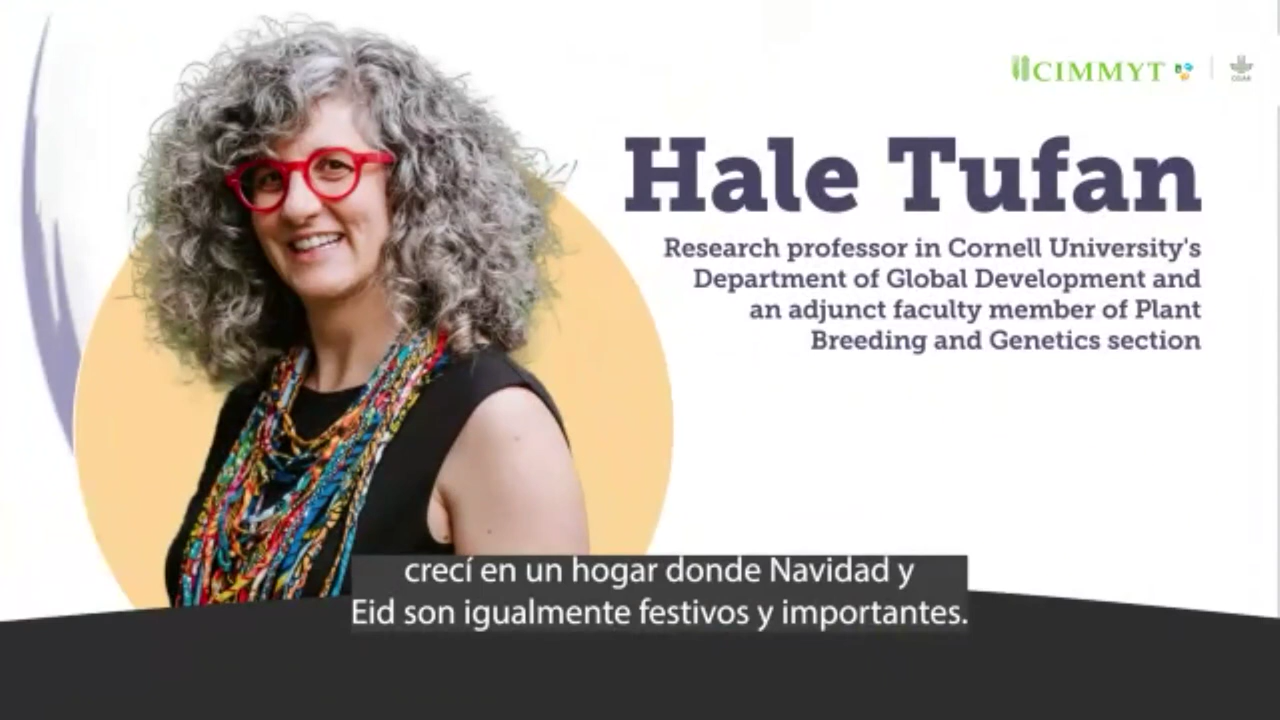 CIMMYT
CGIAR
Hale Tufan
Research professor in Cornell University's
Department of Global Development and
an adjunct faculty member of Plant
Breeding and Genetics section
crecí en un hogar donde Navidad y
Eid son igualmente festivos y importantes.